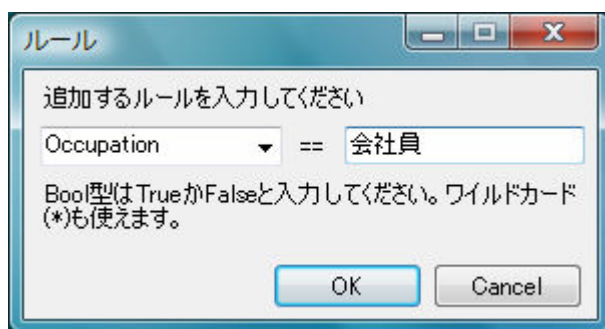 ルール
追加するルールを入力してください
Occupation == 会社員
Bool型はTrueかFalseと入力してください。ワイルドカード
(*)も使えます。
OK Cancel